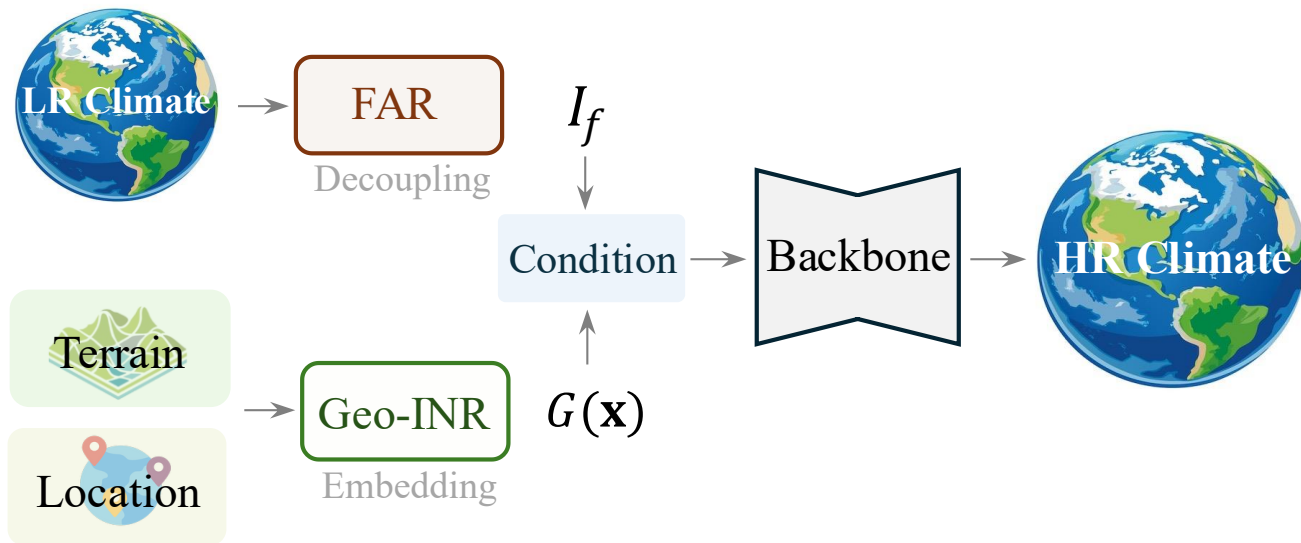 LR Climate
FAR
Decoupling
I_f
Condition
Backbone
HR Climate
Terrain
Location
Geo-INR
Embedding
G(x)